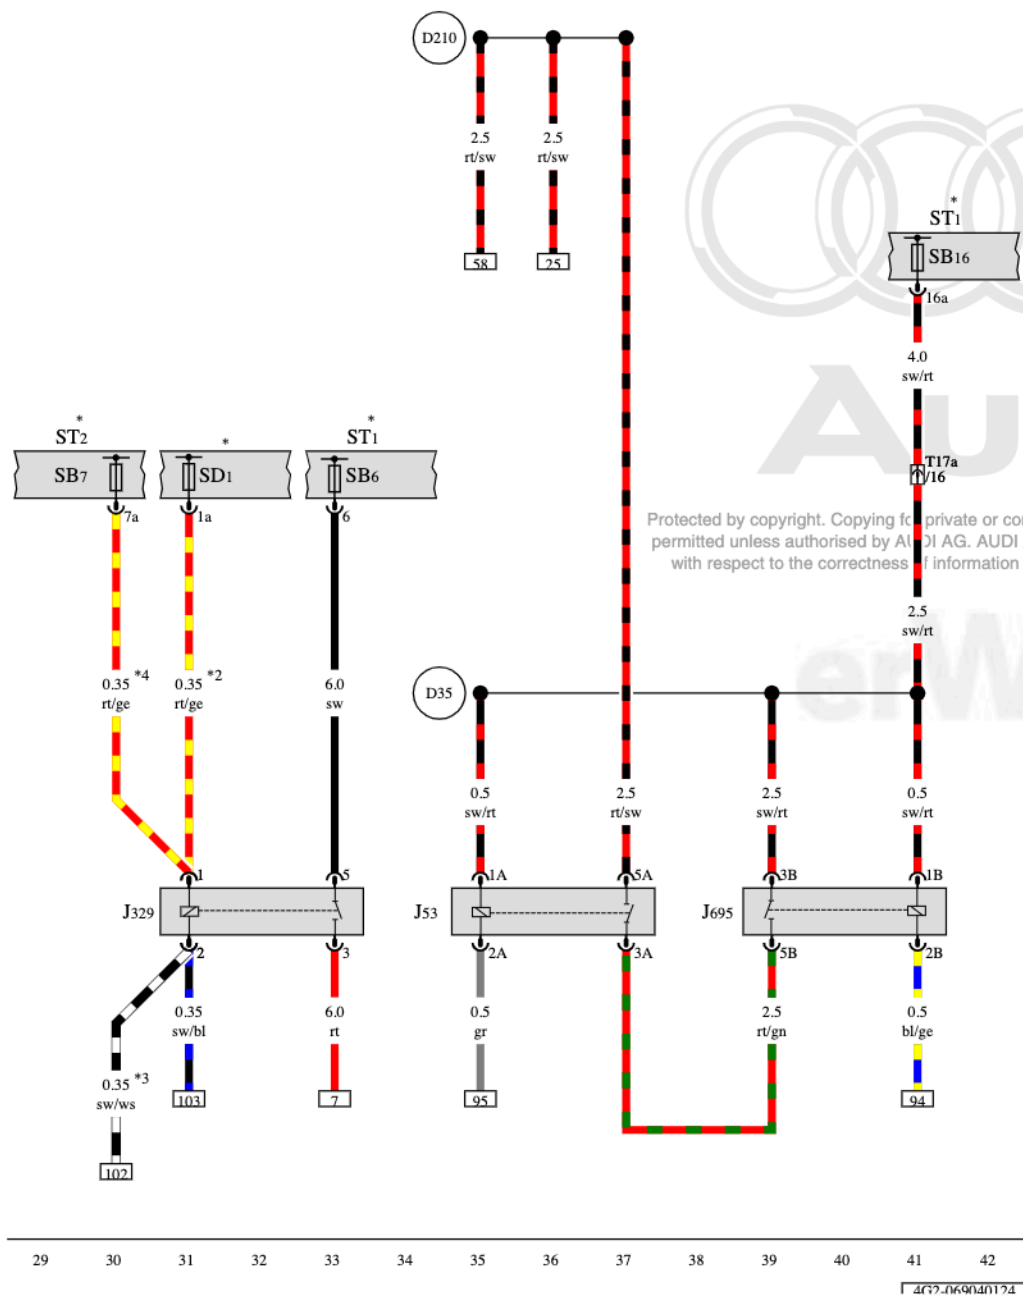 D210
2.5 2.5
rt/sw rt/sw
58 25
*
ST1
SB16
16a
4.0
sw/rt
Au
* * *
ST2 ST1
SB7 SD1 SB6
7a 1a 6
T17a
/16
Protected by copyright. Copying fo private or co
permitted unless authorised by AU DI AG. AUDI
with respect to the correctness f information
2.5
sw/rt
erW
0.35 *4 0.35 *2 6.0
rt/ge rt/ge sw
D35
0.5 2.5 2.5 0.5
sw/rt rt/sw sw/rt sw/rt
1 5 1A 5A 3B 1B
J329 J53 J695
2 3 2A 3A 5B 2B
0.35 6.0 0.5 2.5 0.5
sw/bl rt gr rt/gn bl/ge
0.35 *3
sw/ws
103 7 95 94
102
29 30 31 32 33 34 35 36 37 38 39 40 41 42
4G2-069040124